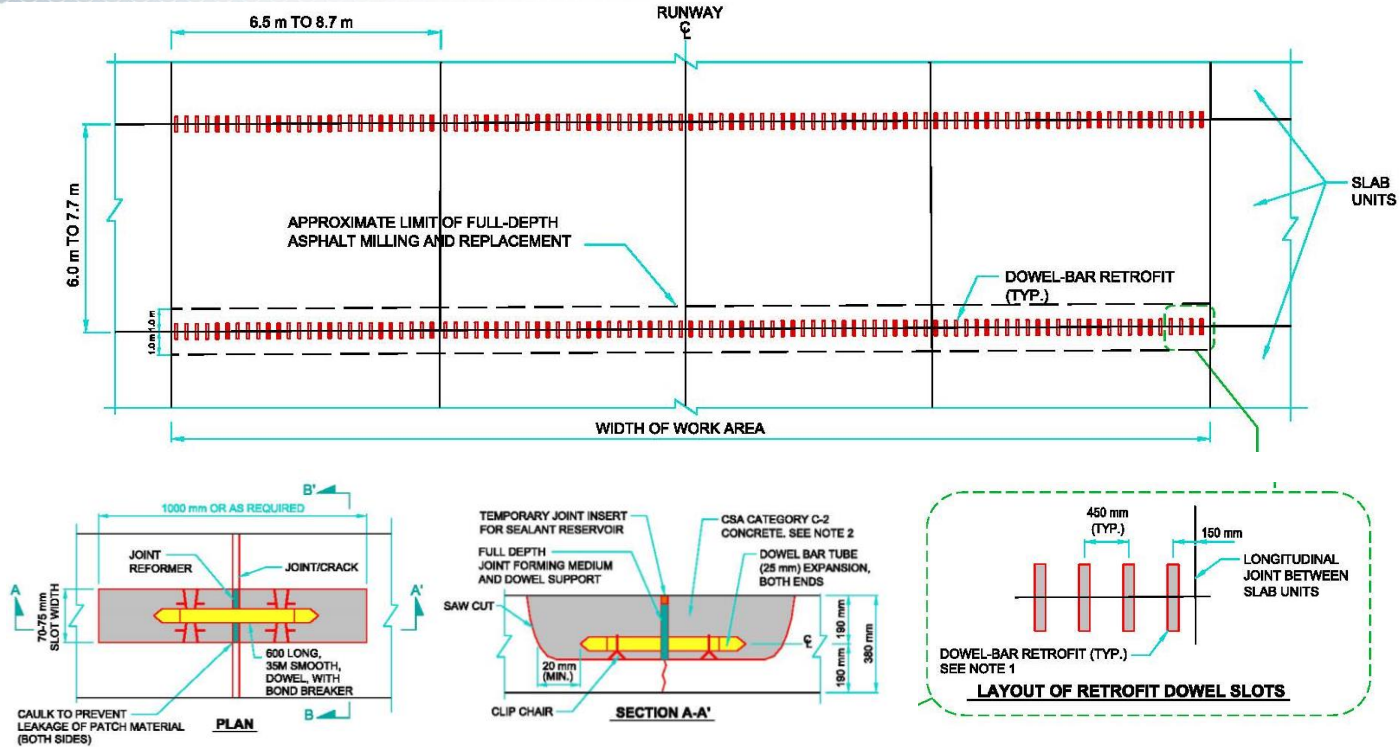 6.5 m TO 8.7 m
RUNWAY
℄
6.0 m TO 7.7 m
APPROXIMATE LIMIT OF FULL-DEPTH
ASPHALT MILLING AND REPLACEMENT
SLAB
UNITS
DOWEL-BAR RETROFIT
(TYP.)
1.0 m
1.0 m
WIDTH OF WORK AREA
B'
1000 mm OR AS REQUIRED
JOINT
REFORMER
JOINT/CRACK
A
A'
70-75 mm
SLOT WIDTH
600 LONG,
35M SMOOTH,
DOWEL, WITH
BOND BREAKER
CAULK TO PREVENT
LEAKAGE OF PATCH MATERIAL
(BOTH SIDES)
B
PLAN
TEMPORARY JOINT INSERT
FOR SEALANT RESERVOIR
FULL DEPTH
JOINT FORMING MEDIUM
AND DOWEL SUPPORT
SAW CUT
CSA CATEGORY C-2
CONCRETE. SEE NOTE 2
DOWEL BAR TUBE
(25 mm) EXPANSION,
BOTH ENDS
190 mm
190 mm
380 mm
℄
20 mm
(MIN.)
CLIP CHAIR
SECTION A-A'
450 mm
(TYP.)
150 mm
LONGITUDINAL
JOINT BETWEEN
SLAB UNITS
DOWEL-BAR RETROFIT (TYP.)
SEE NOTE 1
LAYOUT OF RETROFIT DOWEL SLOTS